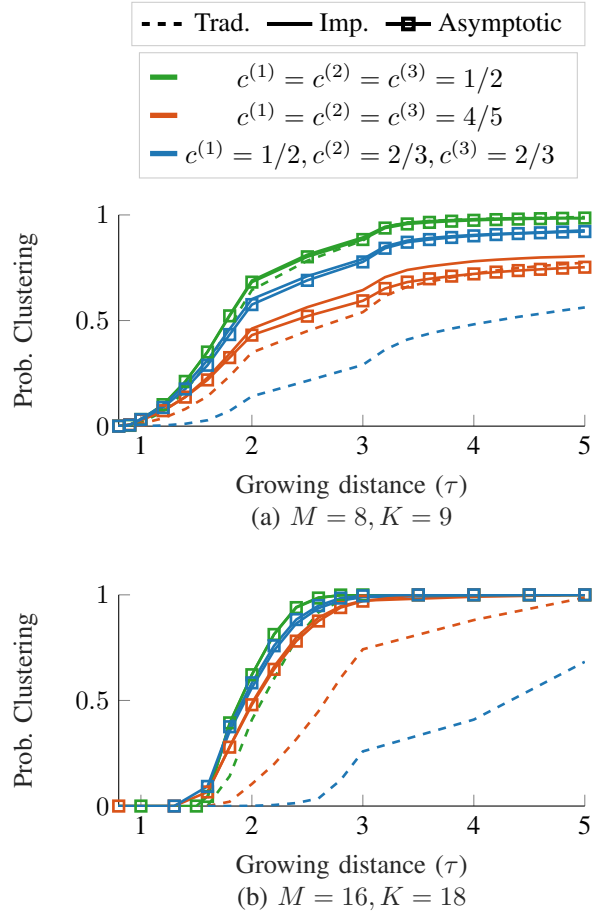 Trad. Imp. Asymptotic
c^{(1)} = c^{(2)} = c^{(3)} = 1/2
c^{(1)} = c^{(2)} = c^{(3)} = 4/5
c^{(1)} = 1/2, c^{(2)} = 2/3, c^{(3)} = 2/3
Prob. Clustering
1
0.5
0
1 2 3 4 5
Growing distance (τ)
(a) M = 8, K = 9
Prob. Clustering
1
0.5
0
1 2 3 4 5
Growing distance (τ)
(b) M = 16, K = 18